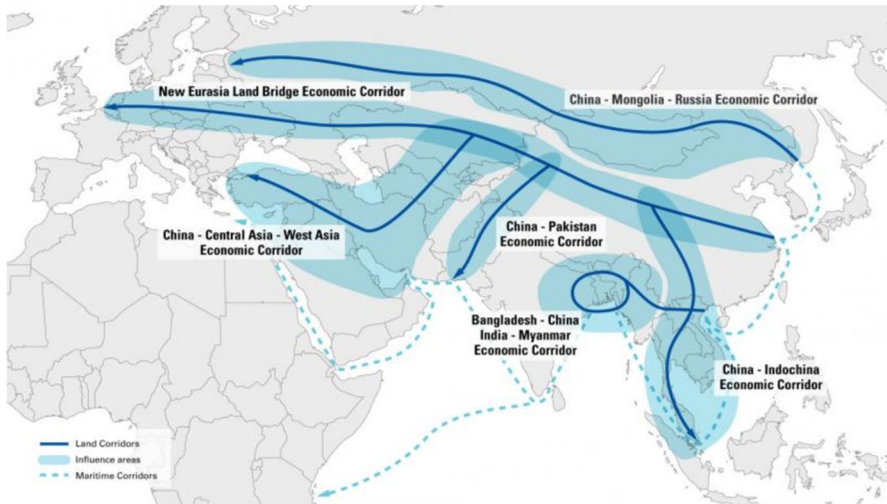 New Eurasia Land Bridge Economic Corridor
China - Mongolia - Russia Economic Corridor
China - Central Asia - West Asia
Economic Corridor
China - Pakistan
Economic Corridor
Bangladesh - China
India - Myanmar
Economic Corridor
China - Indochina
Economic Corridor
Land Corridors
Influence areas
Maritime Corridors